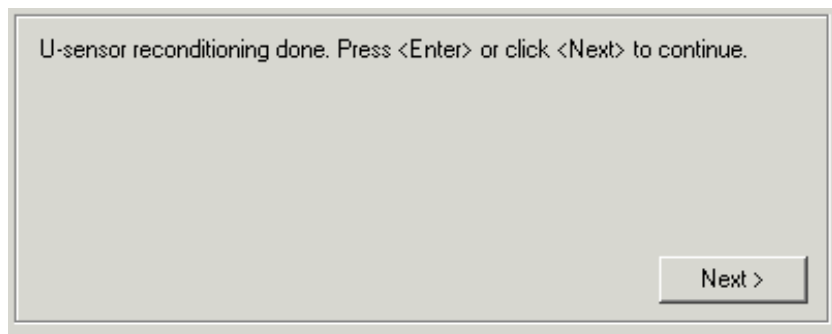 U-sensor reconditioning done. Press <Enter> or click <Next> to continue.
Next >